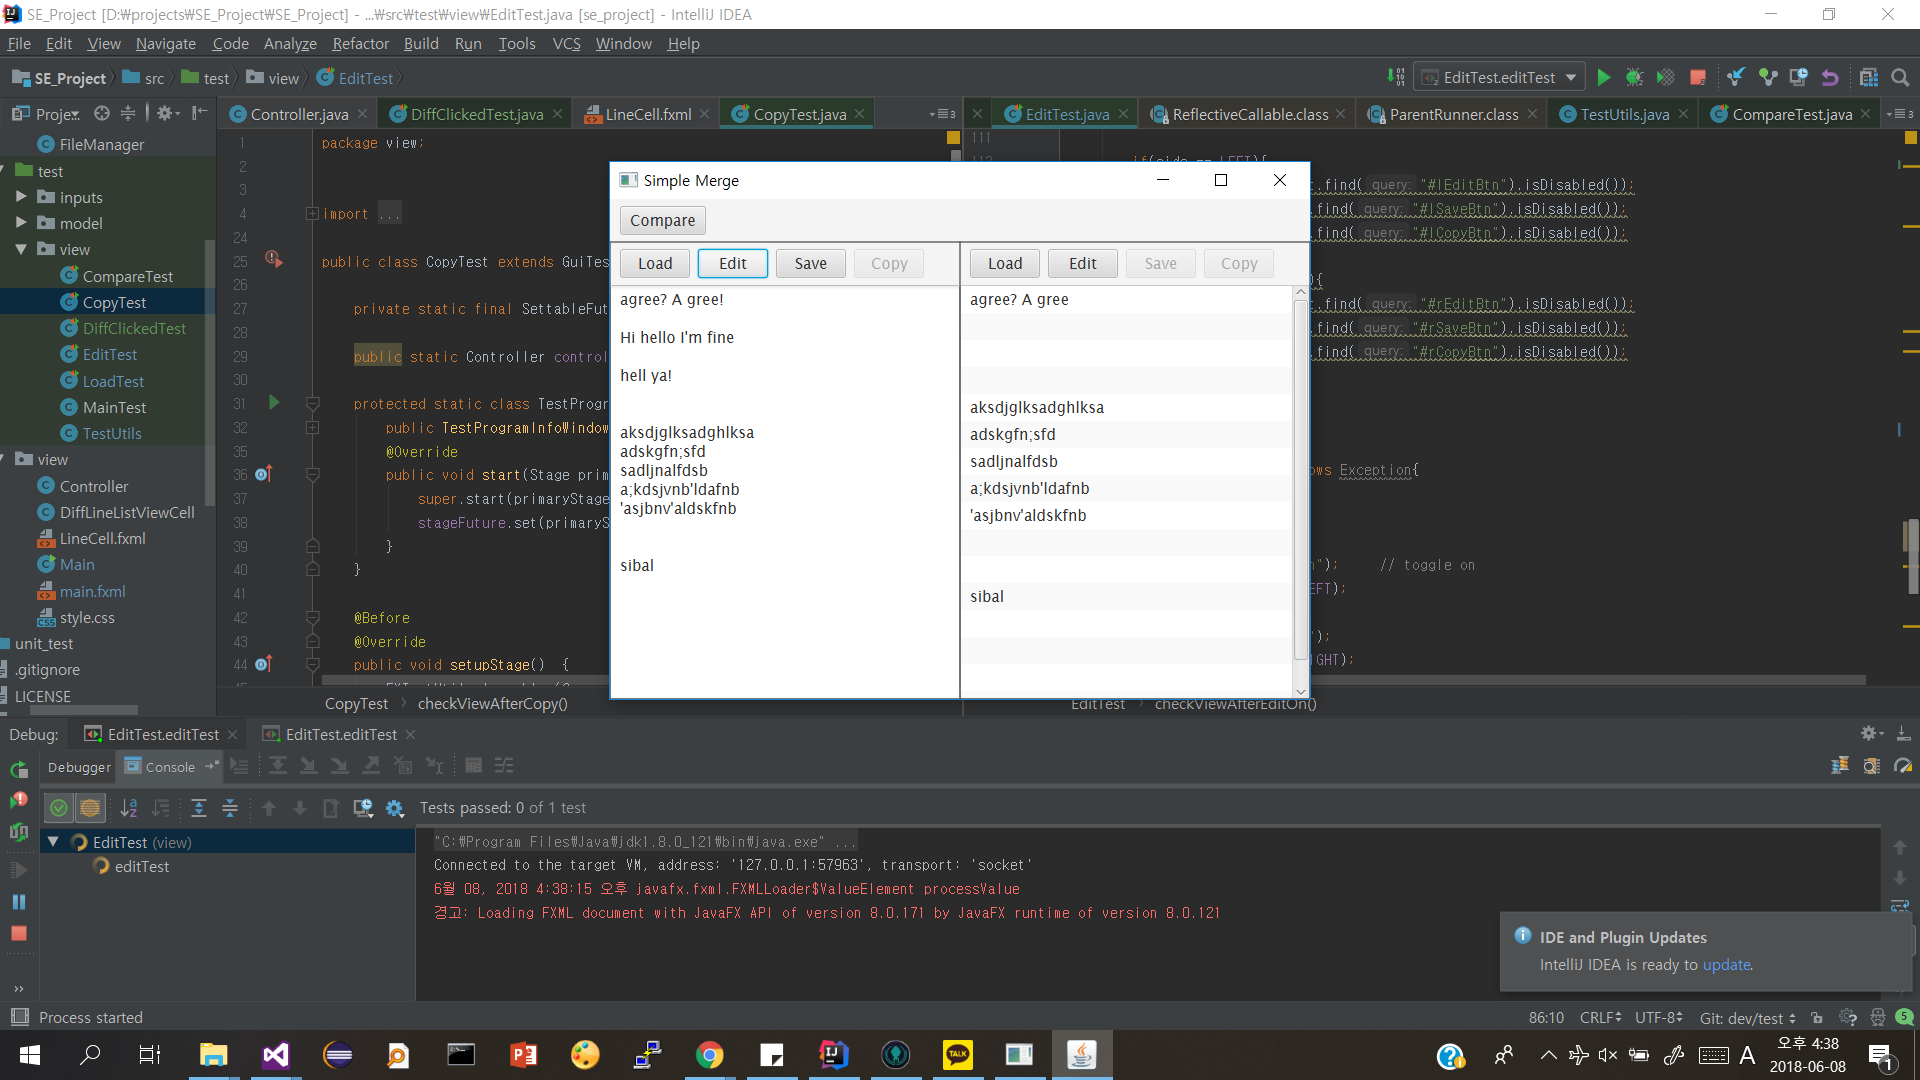 SE_Project [D:₩projects₩SE_Project₩SE_Project] - ...₩src₩test₩view₩EditTest.java [se_project] - IntelliJ IDEA
File Edit View Navigate Code Analyze Refactor Build Run Tools VCS Window Help
SE_Project src test view EditTest
EditTest.editTest
Proje.
Controller.java DiffClickedTest.java LineCell.fxml CopyTest.java
EditTest.java ReflectiveCallable.class ParentRunner.class TestUtils.java CompareTest.java
FileManager
test
inputs
model
view
CompareTest
CopyTest
DiffClickedTest
EditTest
LoadTest
MainTest
TestUtils
view
Controller
DiffLineListViewCell
LineCell.fxml
Main
main.fxml
style.css
unit_test
.gitignore
LICENSE
1 package view;
2
3
4 import ...
24
25 public class CopyTest extends GuiTes
26
27 private static final SettableFut
28
29 public static Controller control
30
31 protected static class TestProgr
32 public TestProgramInfoWindow
35 @Override
36 public void start(Stage prim
37 super.start(primaryStage
38 stageFuture.set(primaryS
39 }
40 }
41
42 @Before
43 @Override
44 public void setupStage() {
Simple Merge
Compare
Load Edit Save Copy
agree? A gree!
Hi hello I'm fine
hell ya!
aksdjglksadghlksa
adskgfn;sfd
sadljnalfdsb
a;kdsjvnb'ldafnb
'asjbnv'aldskfnb
sibal
Load Edit Save Copy
agree? A gree
aksdjglksadghlksa
adskgfn;sfd
sadljnalfdsb
a;kdsjvnb'ldafnb
'asjbnv'aldskfnb
sibal
111
.find( query: "#lEditBtn").isDisabled());
.find( query: "#lSaveBtn").isDisabled());
.find( query: "#lCopyBtn").isDisabled());
){
.find( query: "#rEditBtn").isDisabled());
.find( query: "#rSaveBtn").isDisabled());
.find( query: "#rCopyBtn").isDisabled());
ows Exception{
"); // toggle on
EFT);
");
IGHT);
CopyTest checkViewAfterCopy()
EditTest checkViewAfterEditOn()
Debug: EditTest.editTest EditTest.editTest
Debugger Console
Tests passed: 0 of 1 test
EditTest (view)
editTest
"C:₩Program Files₩Java₩jdk1.8.0_121₩bin₩java.exe" ...
Connected to the target VM, address: '127.0.0.1:57963', transport: 'socket'
6월 08, 2018 4:38:15 오후 javafx.fxml.FXMLLoader$ValueElement processValue
경고: Loading FXML document with JavaFX API of version 8.0.171 by JavaFX runtime of version 8.0.121
IDE and Plugin Updates
IntelliJ IDEA is ready to update.
Process started
86:10 CRLF UTF-8 Git: dev/test 5
TALK
A
오후 4:38
2018-06-08
1